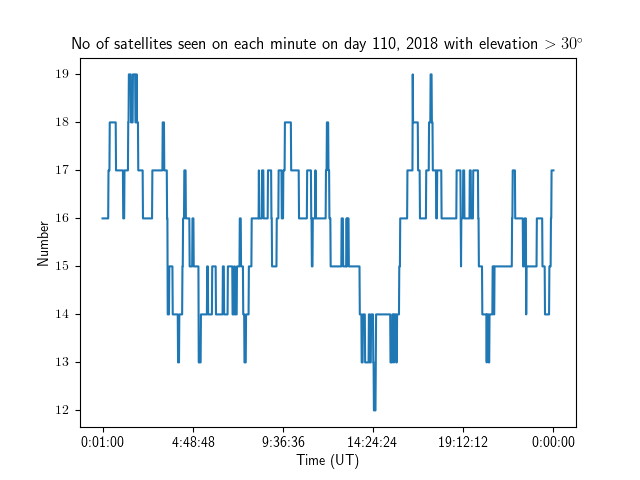 No of satellites seen on each minute on day 110, 2018 with elevation > 30°
19
18
17
16
15
14
13
12
Number
0:01:00 4:48:48 9:36:36 14:24:24 19:12:12 0:00:00
Time (UT)